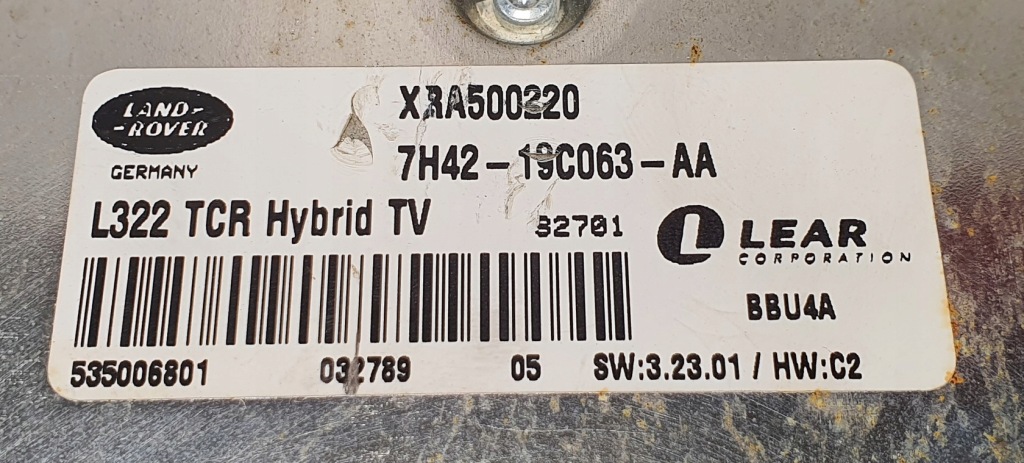 LAND-
-ROVER
GERMANY
XRA500220
7H42-19C063-AA
L322 TCR Hybrid TV
32701
L LEAR
CORPORATION
BBU4A
535006801 032789 05 SW:3.23.01 / HW:C2